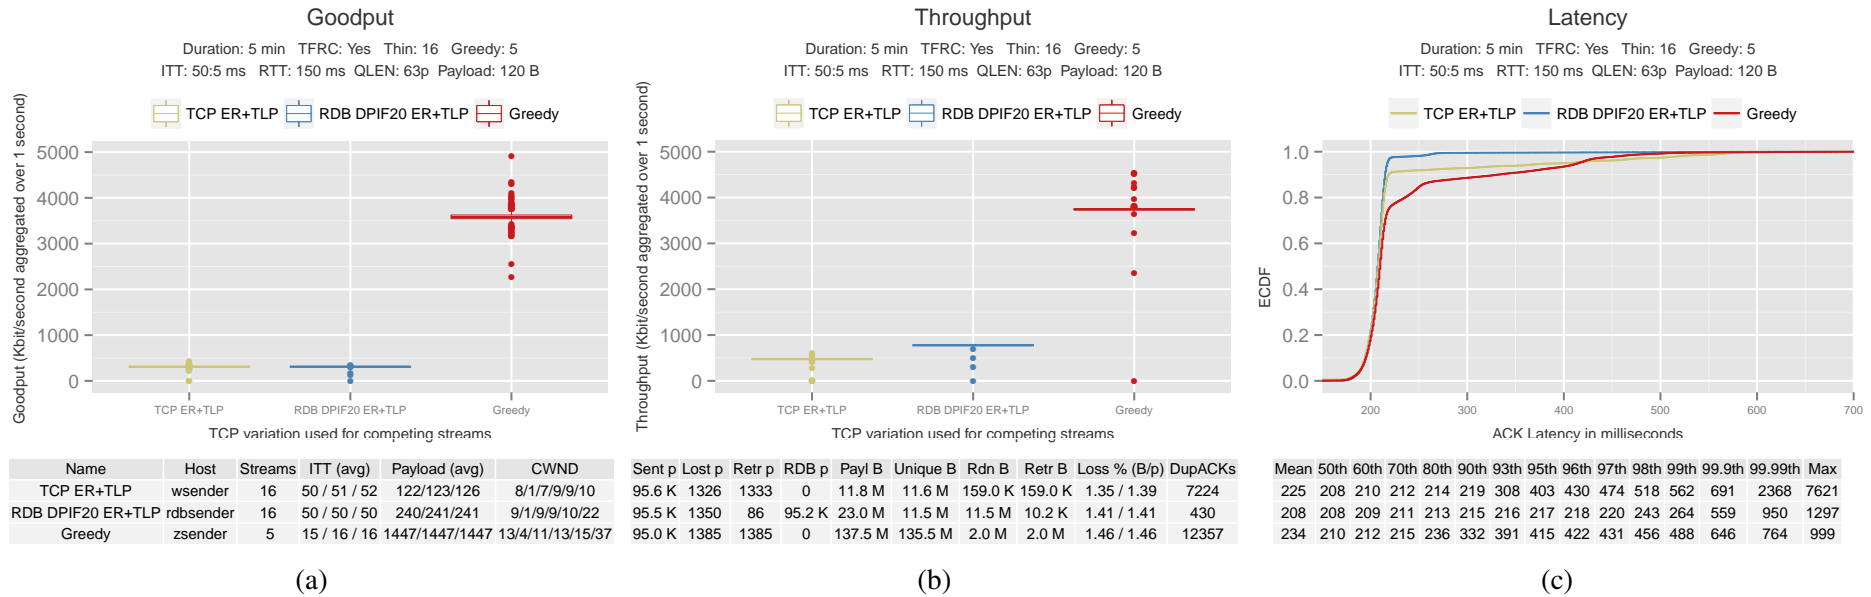 Goodput
Duration: 5 min TFRC: Yes Thin: 16 Greedy: 5
ITT: 50:5 ms RTT: 150 ms QLEN: 63p Payload: 120 B
TCP ER+TLP RDB DPIF20 ER+TLP Greedy
Goodput (Kbit/second aggregated over 1 second)
5000
4000
3000
2000
1000
0
TCP ER+TLP RDB DPIF20 ER+TLP Greedy
TCP variation used for competing streams
Name Host Streams ITT (avg) Payload (avg) CWND
TCP ER+TLP wsender 16 50 / 51 / 52 122/123/126 8/1/7/9/9/10
RDB DPIF20 ER+TLP rdbsender 16 50 / 50 / 50 240/241/241 9/1/9/9/10/22
Greedy zsender 5 15 / 16 / 16 1447/1447/1447 13/4/11/13/15/37
(a)
Throughput
Duration: 5 min TFRC: Yes Thin: 16 Greedy: 5
ITT: 50:5 ms RTT: 150 ms QLEN: 63p Payload: 120 B
TCP ER+TLP RDB DPIF20 ER+TLP Greedy
Throughput (Kbit/second aggregated over 1 second)
5000
4000
3000
2000
1000
0
TCP ER+TLP RDB DPIF20 ER+TLP Greedy
TCP variation used for competing streams
Sent p Lost p Retr p RDB p Payl B Unique B Rdn B Retr B Loss % (B/p) DupACKs
95.6 K 1326 1333 0 11.8 M 11.6 M 159.0 K 159.0 K 1.35 / 1.39 7224
95.5 K 1350 86 95.2 K 23.0 M 11.5 M 11.5 M 10.2 K 1.41 / 1.41 430
95.0 K 1385 1385 0 137.5 M 135.5 M 2.0 M 2.0 M 1.46 / 1.46 12357
(b)
Latency
Duration: 5 min TFRC: Yes Thin: 16 Greedy: 5
ITT: 50:5 ms RTT: 150 ms QLEN: 63p Payload: 120 B
TCP ER+TLP RDB DPIF20 ER+TLP Greedy
ECDF
1.0
0.8
0.6
0.4
0.2
0.0
200 300 400 500 600 700
ACK Latency in milliseconds
Mean 50th 60th 70th 80th 90th 93th 95th 96th 97th 98th 99th 99.9th 99.99th Max
225 208 210 212 214 219 308 403 430 474 518 562 691 2368 7621
208 208 209 211 213 215 216 217 218 220 243 264 559 950 1297
234 210 212 215 236 332 391 415 422 431 456 488 646 764 999
(c)